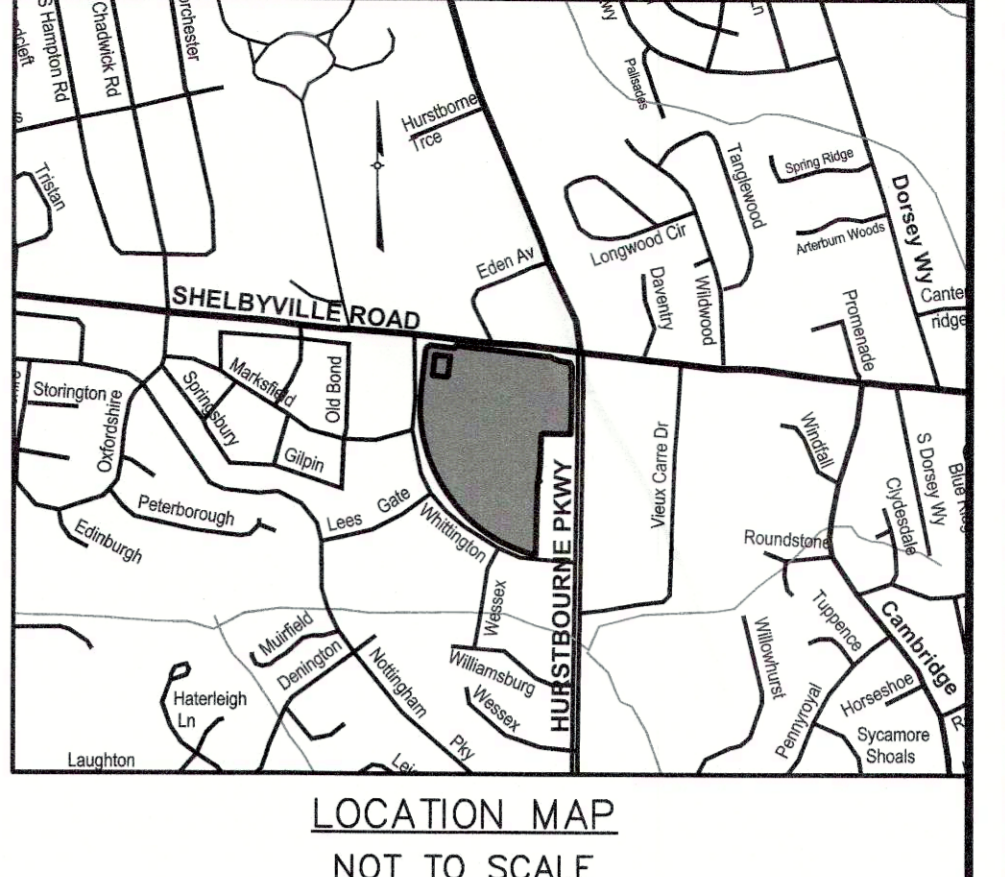 S Hampton Rd
Chadwick Rd
orchester
Tristan
Hurstborne
Trce
Eden Av
SHELBYVILLE ROAD
wy
Ln
Palisades
Tanglewood
Spring Ridge
Arterburn Woods
Dorsey Wy
Longwood Cir
Daventry
Wildwood
Promenade
Cante
ridge
Storington
Oxfordshire
Springsbury
Marksfield
Old Bond
Gilpin
Peterborough
Edinburgh
Lees Gate
Whittington
Wessex
HURSTBOURNE PKWY
Vieux Carre Dr
Windfall
S Dorsey Wy
Clydesdale
Roundstone
Tuppence
Cambridge
Muirfield
Denington
Nottingham
Pky
Williamsburg
Wessex
Haterleigh
Ln
Laughton
Willowhurst
Pennyroyal
Horseshoe
Sycamore
Shoals
LOCATION MAP
NOT TO SCALE